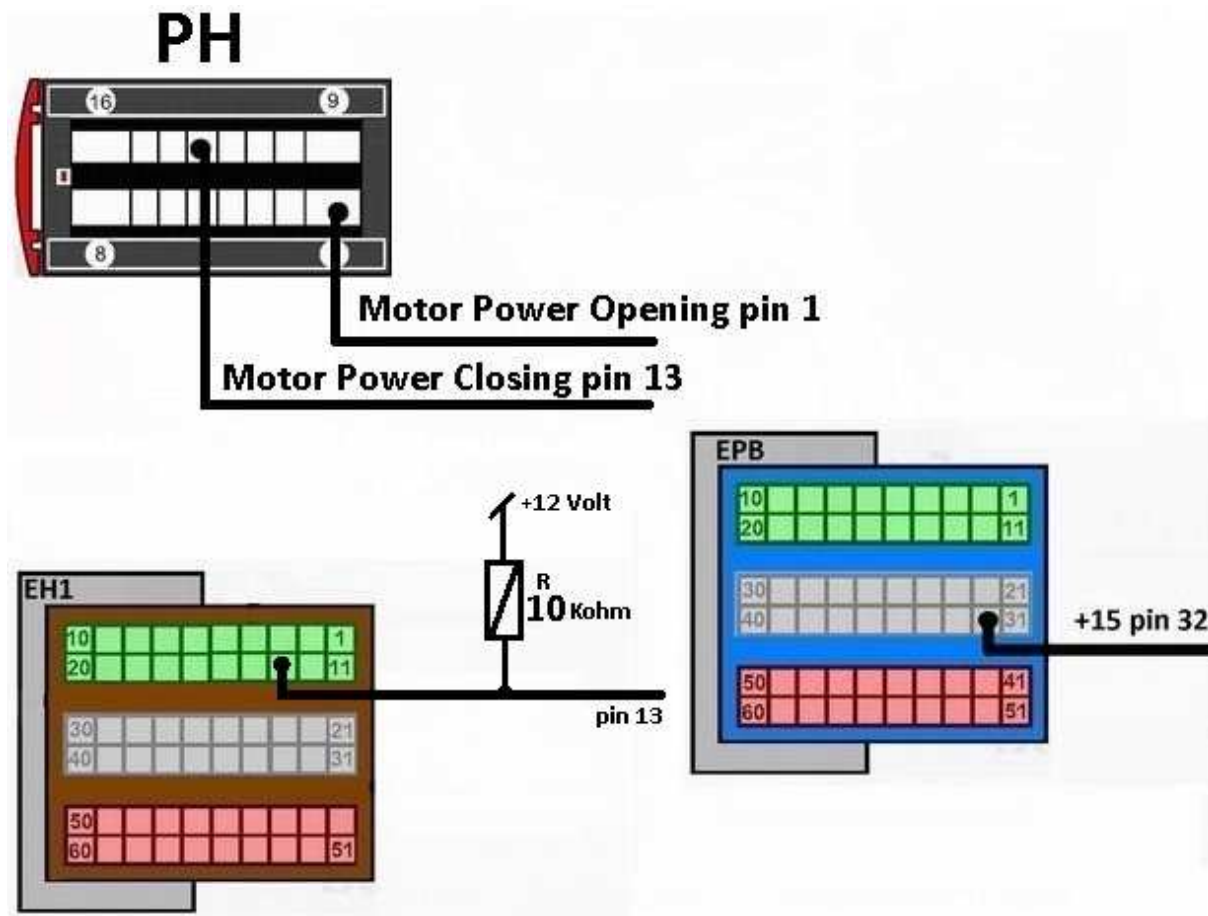 PH
16 9
8
Motor Power Opening pin 1
Motor Power Closing pin 13
EPB
10 1
20 11
30 21
40 31
+15 pin 32
50 41
60 51
+12 Volt
R
10 Kohm
EH1
10 1
20 11
pin 13
30 21
40 31
50
60 51